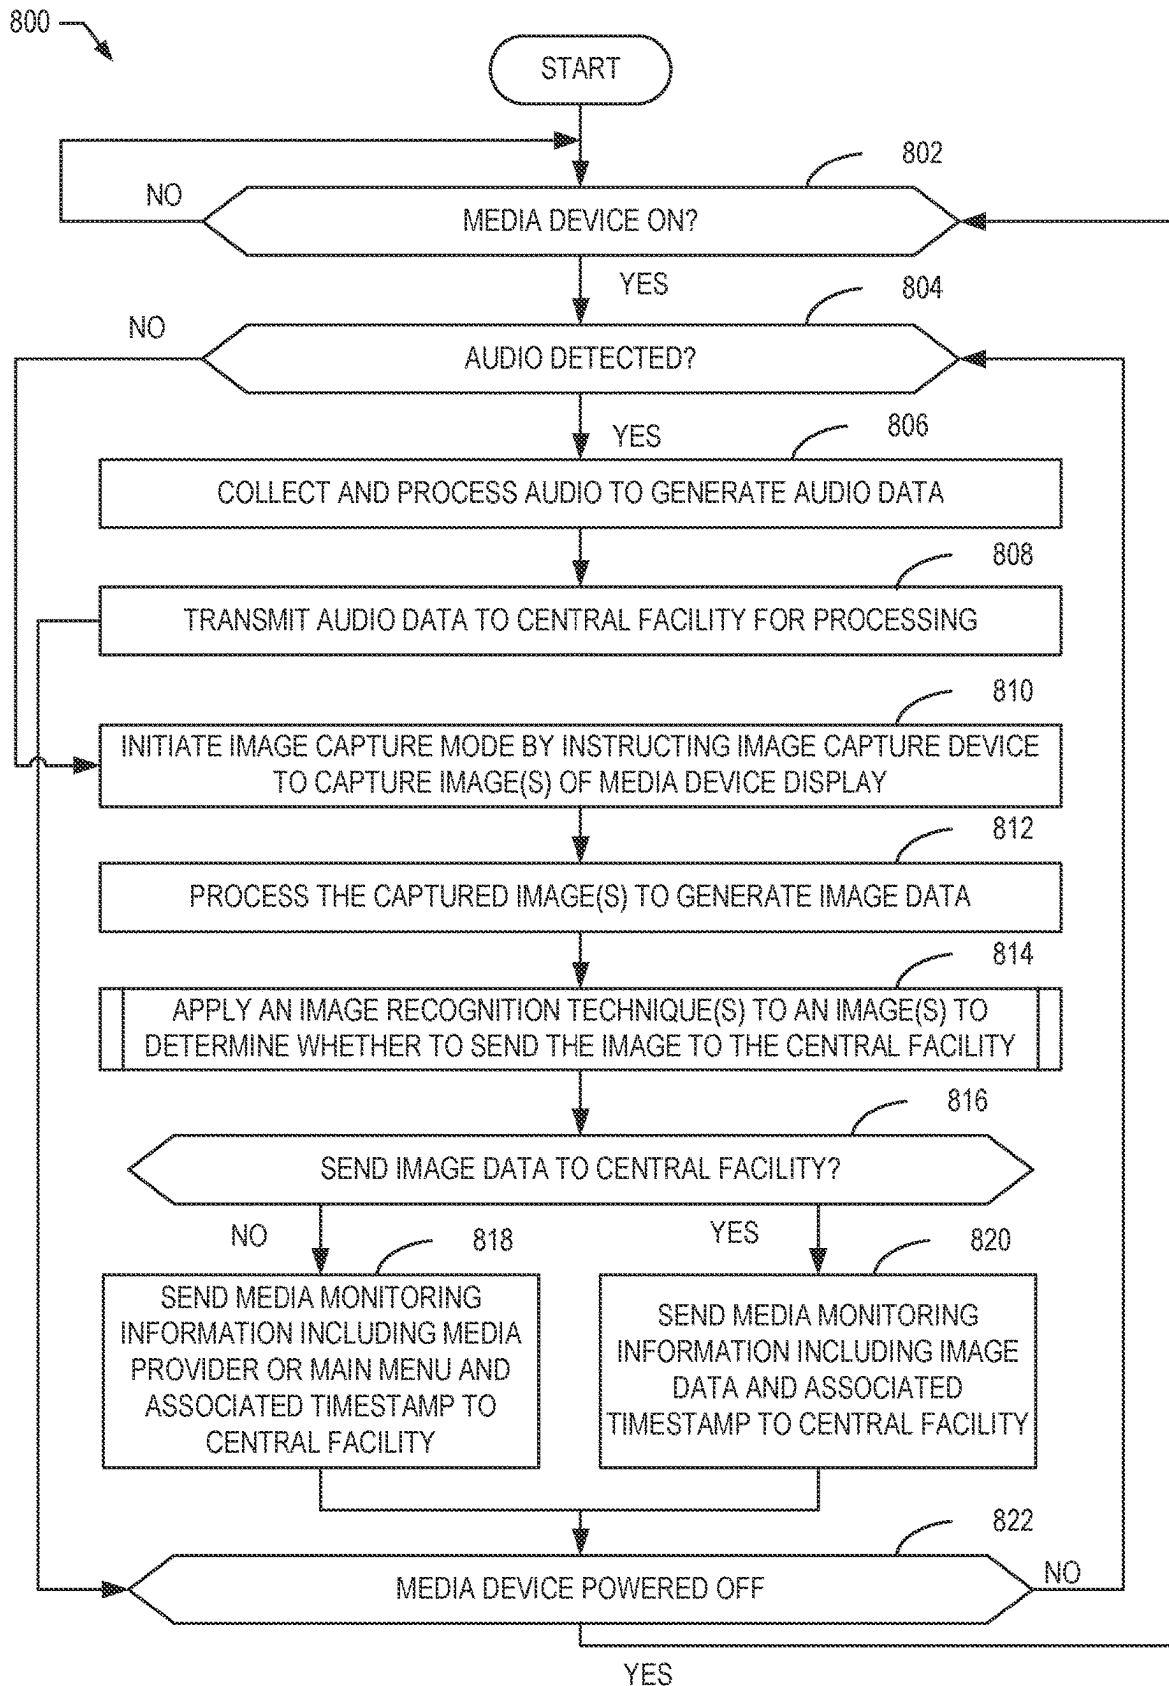 800
START
802
NO
MEDIA DEVICE ON?
YES
804
NO
AUDIO DETECTED?
YES
806
COLLECT AND PROCESS AUDIO TO GENERATE AUDIO DATA
808
TRANSMIT AUDIO DATA TO CENTRAL FACILITY FOR PROCESSING
810
INITIATE IMAGE CAPTURE MODE BY INSTRUCTING IMAGE CAPTURE DEVICE
TO CAPTURE IMAGE(S) OF MEDIA DEVICE DISPLAY
812
PROCESS THE CAPTURED IMAGE(S) TO GENERATE IMAGE DATA
814
APPLY AN IMAGE RECOGNITION TECHNIQUE(S) TO AN IMAGE(S) TO
DETERMINE WHETHER TO SEND THE IMAGE TO THE CENTRAL FACILITY
816
SEND IMAGE DATA TO CENTRAL FACILITY?
NO
818
SEND MEDIA MONITORING
INFORMATION INCLUDING MEDIA
PROVIDER OR MAIN MENU AND
ASSOCIATED TIMESTAMP TO
CENTRAL FACILITY
YES
820
SEND MEDIA MONITORING
INFORMATION INCLUDING IMAGE
DATA AND ASSOCIATED
TIMESTAMP TO CENTRAL FACILITY
822
MEDIA DEVICE POWERED OFF
NO
YES